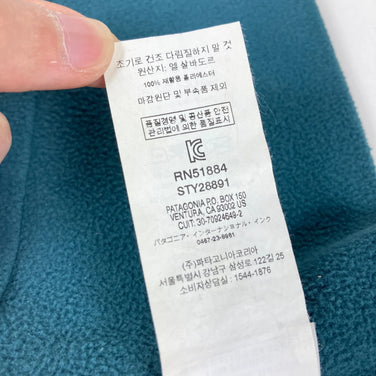 조기로 건조 다림질하지 말 것
원산지: 엘 살바도르
100% 재활용 폴리에스터
마감원단 및 부속품 제외
품질경영 및 공산품 안전
관리법에 의한 품질표시
RN51884
STY28891
PATAGONIA P.O. BOX 150
VENTURA, CA 93002 US
CUIT: 30-70924649-2
パタゴニア・インターナショナル・インク
0467-23-8961
(주)파타고니아코리아
서울특별시 강남구 삼성로 122길 25
소비자상담실 : 1544-1876